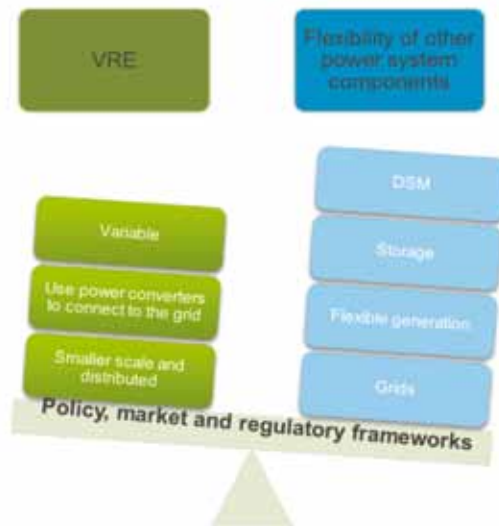 VRE
Flexibility of other
power system
components
Variable
Use power converters
to connect to the grid
Smaller scale and
distributed
DSM
Storage
Flexible generation
Grids
Policy, market and regulatory frameworks